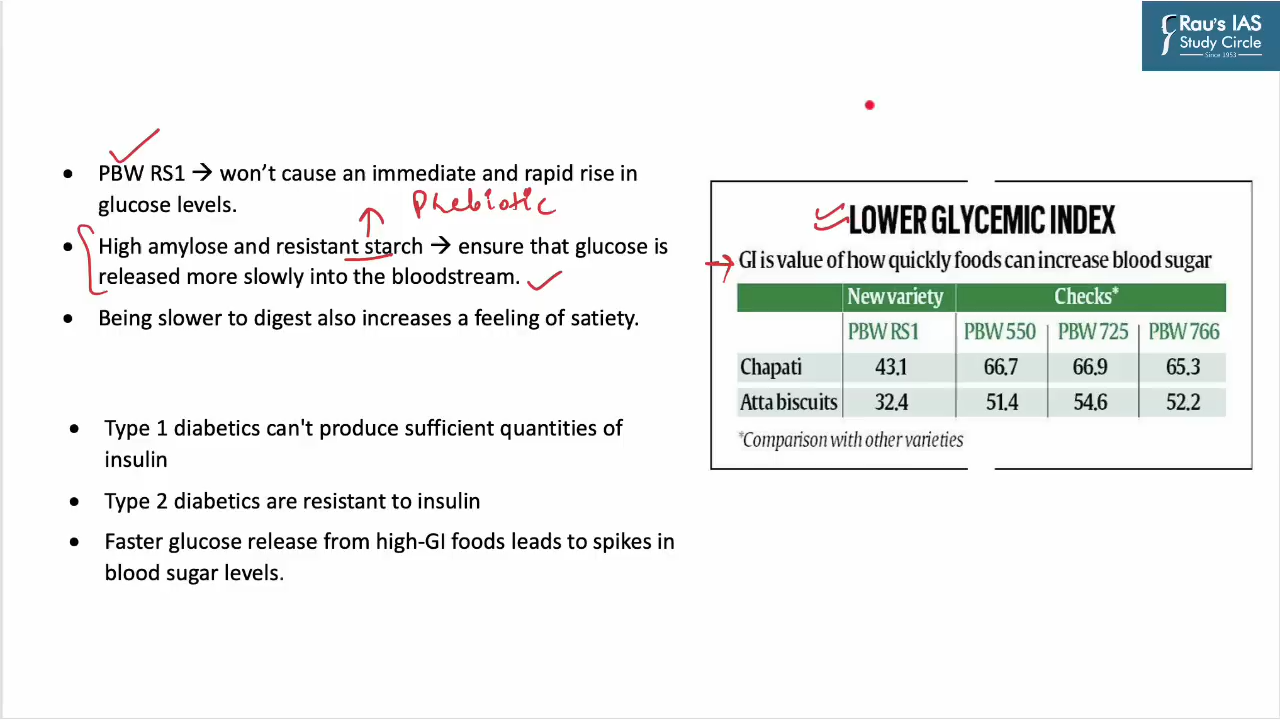 Rau's IAS
Study Circle
Since 1953
• PBW RS1 → won't cause an immediate and rapid rise in
glucose levels.
Prebiotic
• High amylose and resistant starch → ensure that glucose is
released more slowly into the bloodstream.
• Being slower to digest also increases a feeling of satiety.
• Type 1 diabetics can't produce sufficient quantities of
insulin
• Type 2 diabetics are resistant to insulin
• Faster glucose release from high-GI foods leads to spikes in
blood sugar levels.
LOWER GLYCEMIC INDEX
GI is value of how quickly foods can increase blood sugar
New variety Checks*
PBW RS1 PBW 550 PBW 725 PBW 766
Chapati 43.1 66.7 66.9 65.3
Atta biscuits 32.4 51.4 54.6 52.2
*Comparison with other varieties